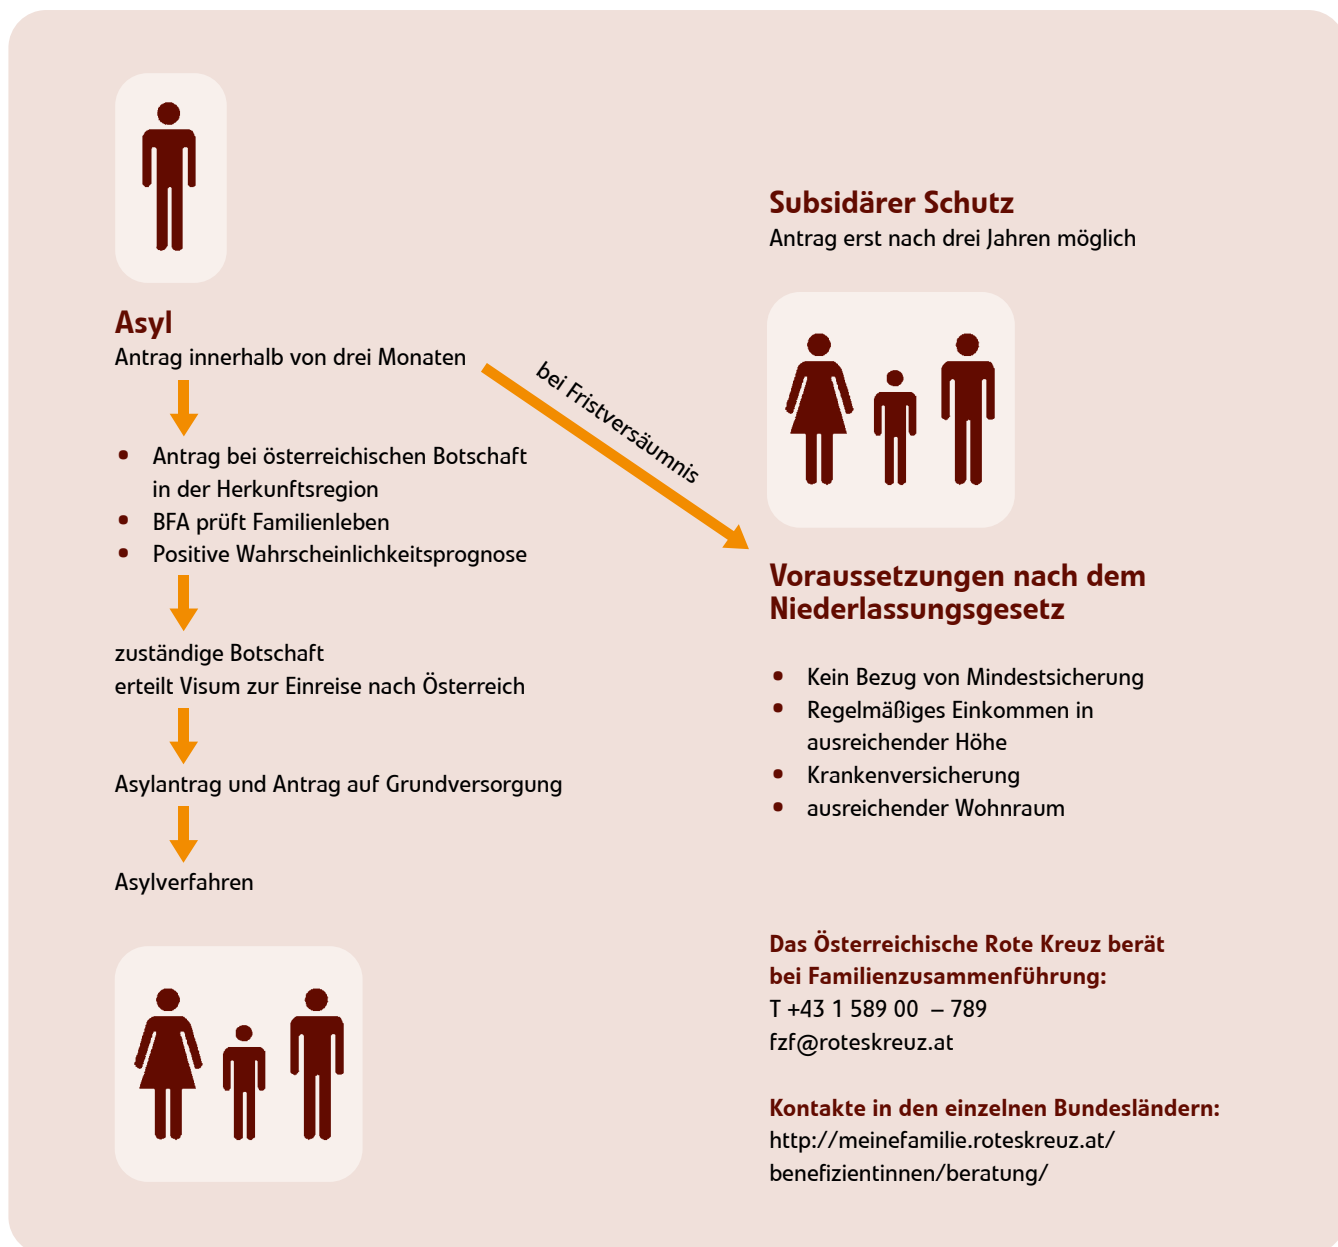 Asyl
Antrag innerhalb von drei Monaten
bei Fristversäumnis
• Antrag bei österreichischen Botschaft
in der Herkunftsregion
• BFA prüft Familienleben
• Positive Wahrscheinlichkeitsprognose
zuständige Botschaft
erteilt Visum zur Einreise nach Österreich
Asylantrag und Antrag auf Grundversorgung
Asylverfahren
Subsidärer Schutz
Antrag erst nach drei Jahren möglich
Voraussetzungen nach dem
Niederlassungsgesetz
• Kein Bezug von Mindestsicherung
• Regelmäßiges Einkommen in
ausreichender Höhe
• Krankenversicherung
• ausreichender Wohnraum
Das Österreichische Rote Kreuz berät
bei Familienzusammenführung:
T +43 1 589 00 – 789
fzf@roteskreuz.at
Kontakte in den einzelnen Bundesländern:
http://meinefamilie.roteskreuz.at/
benefizientinnen/beratung/